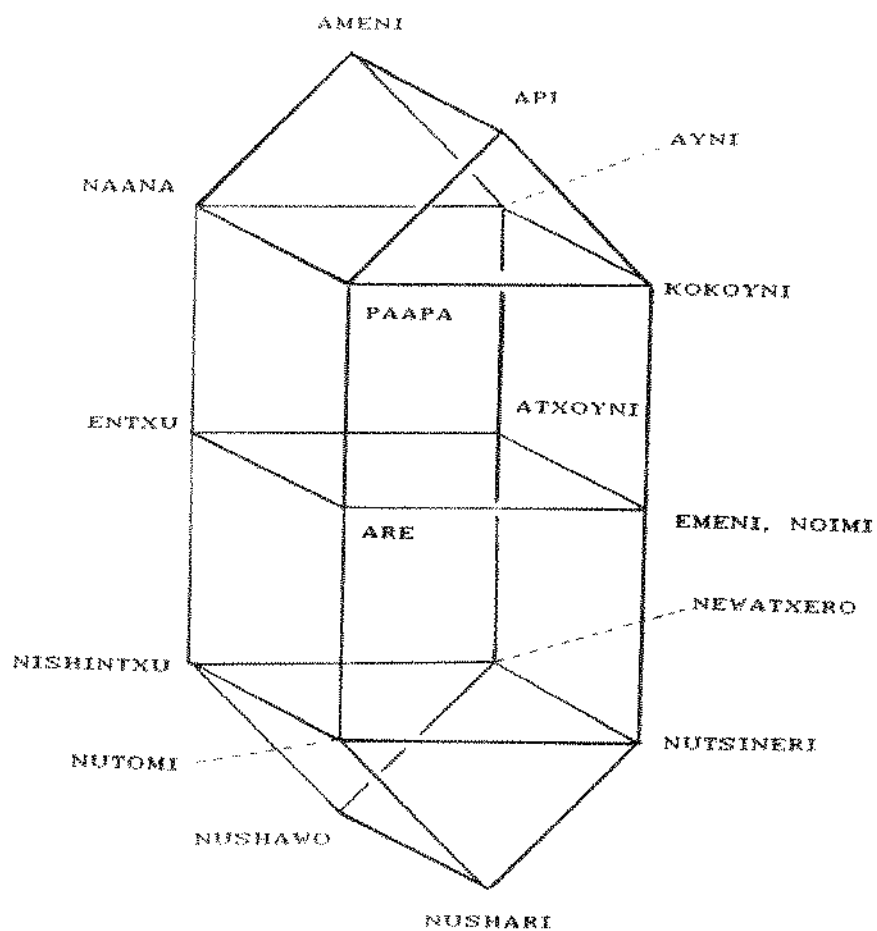 AMENI
API
AYNI
NAANA
KOKOYNI
PAAPA
ATXOYNI
ENTXU
EMENI, NOIMI
ARE
NEWATXERO
NISHINTXU
NUTSINERI
NUTOMI
NUSHAWO
NUSHARI